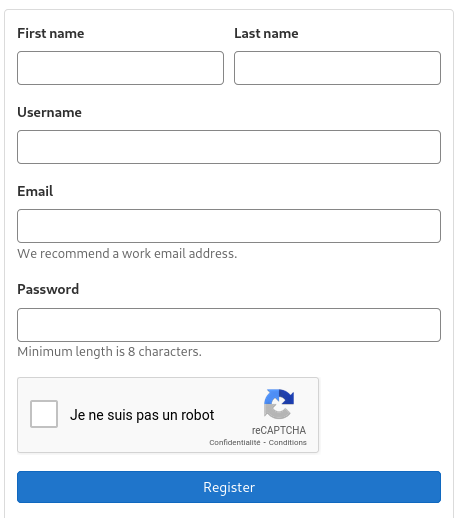 First name Last name
Username
Email
We recommend a work email address.
Password
Minimum length is 8 characters.
Je ne suis pas un robot
reCAPTCHA
Confidentialité - Conditions
Register